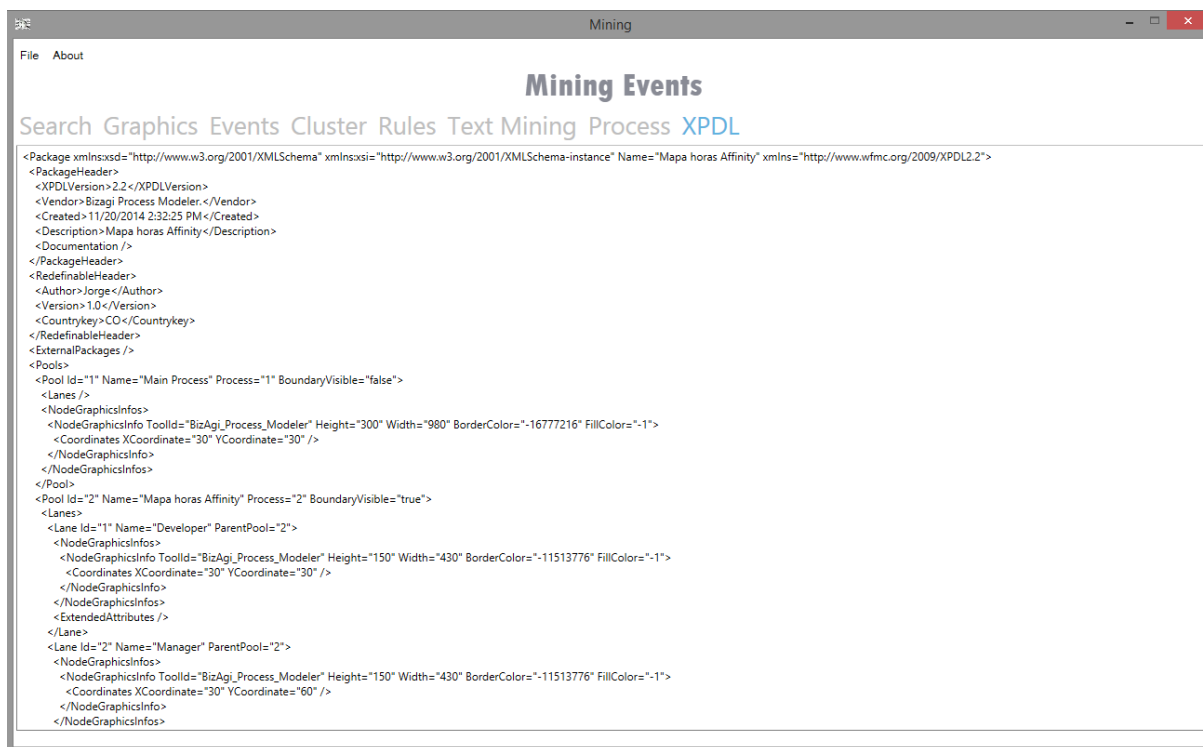 Mining
File About
Mining Events
Search Graphics Events Cluster Rules Text Mining Process XPDL
<Package xmlns:xsd="http://www.w3.org/2001/XMLSchema" xmlns:xsi="http://www.w3.org/2001/XMLSchema-instance" Name="Mapa horas Affinity" xmlns="http://www.wfmc.org/2009/XPDL2.2">
<PackageHeader>
<XPDLVersion>2.2</XPDLVersion>
<Vendor>Bizagi Process Modeler.</Vendor>
<Created>11/20/2014 2:32:25 PM</Created>
<Description>Mapa horas Affinity</Description>
<Documentation />
</PackageHeader>
<RedefinableHeader>
<Author>Jorge</Author>
<Version>1.0</Version>
<Countrykey>CO</Countrykey>
</RedefinableHeader>
<ExternalPackages />
<Pools>
<Pool Id="1" Name="Main Process" Process="1" BoundaryVisible="false">
<Lanes />
<NodeGraphicsInfos>
<NodeGraphicsInfo ToolId="BizAgi_Process_Modeler" Height="300" Width="980" BorderColor="-16777216" FillColor="-1">
<Coordinates XCoordinate="30" YCoordinate="30" />
</NodeGraphicsInfo>
</NodeGraphicsInfos>
</Pool>
<Pool Id="2" Name="Mapa horas Affinity" Process="2" BoundaryVisible="true">
<Lanes>
<Lane Id="1" Name="Developer" ParentPool="2">
<NodeGraphicsInfos>
<NodeGraphicsInfo ToolId="BizAgi_Process_Modeler" Height="150" Width="430" BorderColor="-11513776" FillColor="-1">
<Coordinates XCoordinate="30" YCoordinate="30" />
</NodeGraphicsInfo>
</NodeGraphicsInfos>
<ExtendedAttributes />
</Lane>
<Lane Id="2" Name="Manager" ParentPool="2">
<NodeGraphicsInfos>
<NodeGraphicsInfo ToolId="BizAgi_Process_Modeler" Height="150" Width="430" BorderColor="-11513776" FillColor="-1">
<Coordinates XCoordinate="30" YCoordinate="60" />
</NodeGraphicsInfo>
</NodeGraphicsInfos>